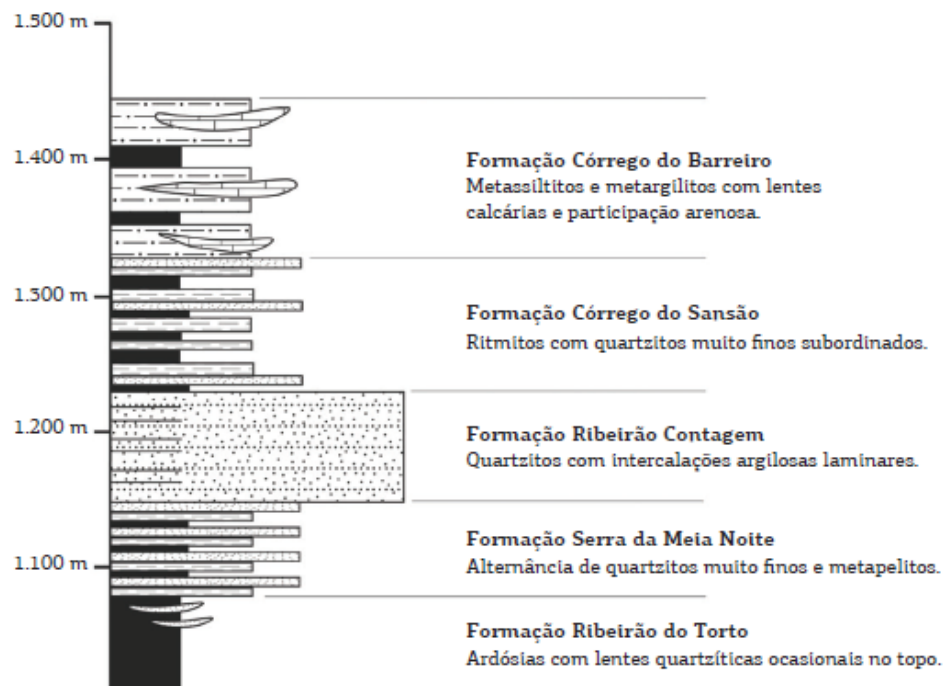 1.500 m
1.400 m
Formação Córrego do Barreiro
Metassiltitos e metargilitos com lentes
calcárias e participação arenosa.
1.300 m
Formação Córrego do Sansão
Ritmitos com quartzitos muito finos subordinados.
1.200 m
Formação Ribeirão Contagem
Quartzitos com intercalações argilosas laminares.
1.100 m
Formação Serra da Meia Noite
Alternância de quartzitos muito finos e metapelitos.
Formação Ribeirão do Torto
Ardósias com lentes quartzíticas ocasionais no topo.